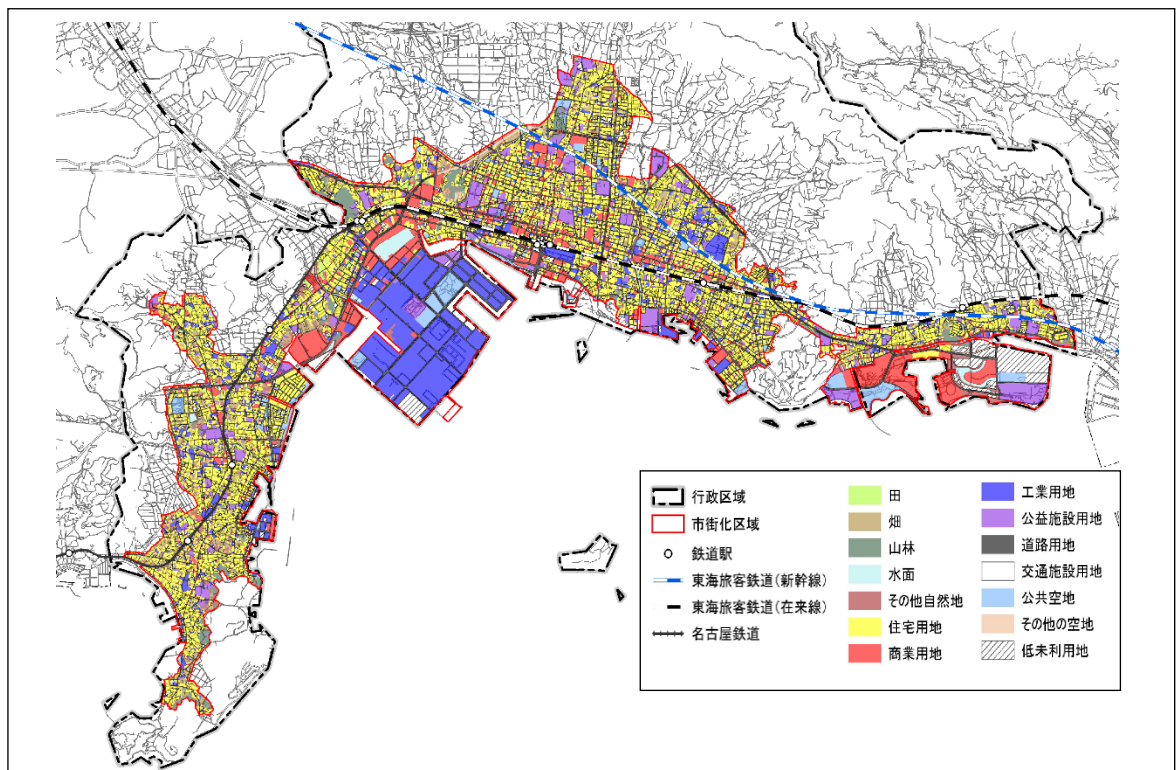 行政区域
市街化区域
鉄道駅
東海旅客鉄道(新幹線)
東海旅客鉄道(在来線)
名古屋鉄道
田
畑
山林
水面
その他自然地
住宅用地
商業用地
工業用地
公益施設用地
道路用地
交通施設用地
公共空地
その他の空地
低未利用地